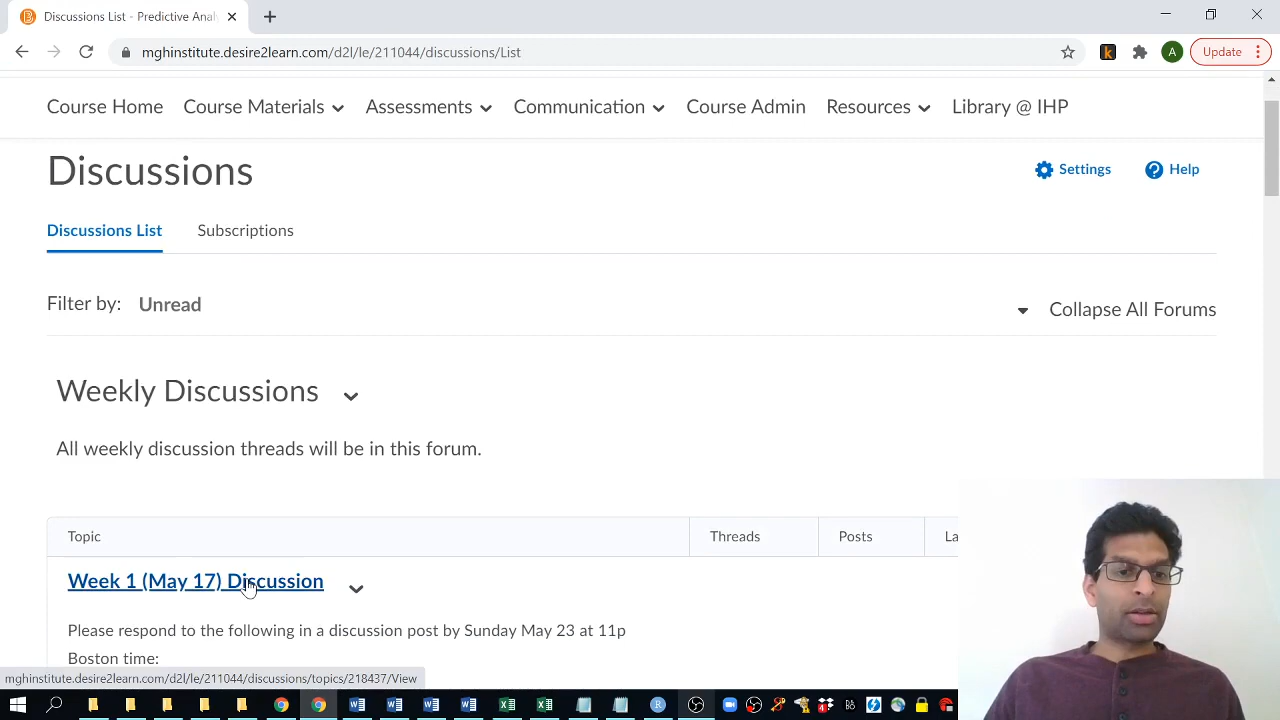 Discussions List - Predictive Anal
mghinstitute.desire2learn.com/d2l/le/211044/discussions/List
k
A
Update
Course Home Course Materials Assessments Communication Course Admin Resources Library @ IHP
Discussions
Settings
Help
Discussions List
Subscriptions
Filter by: Unread
Collapse All Forums
Weekly Discussions
All weekly discussion threads will be in this forum.
Topic Threads Posts La
Week 1 (May 17) Discussion
Please respond to the following in a discussion post by Sunday May 23 at 11p
Boston time:
mghinstitute.desire2learn.com/d2l/le/211044/discussions/topics/218437/View